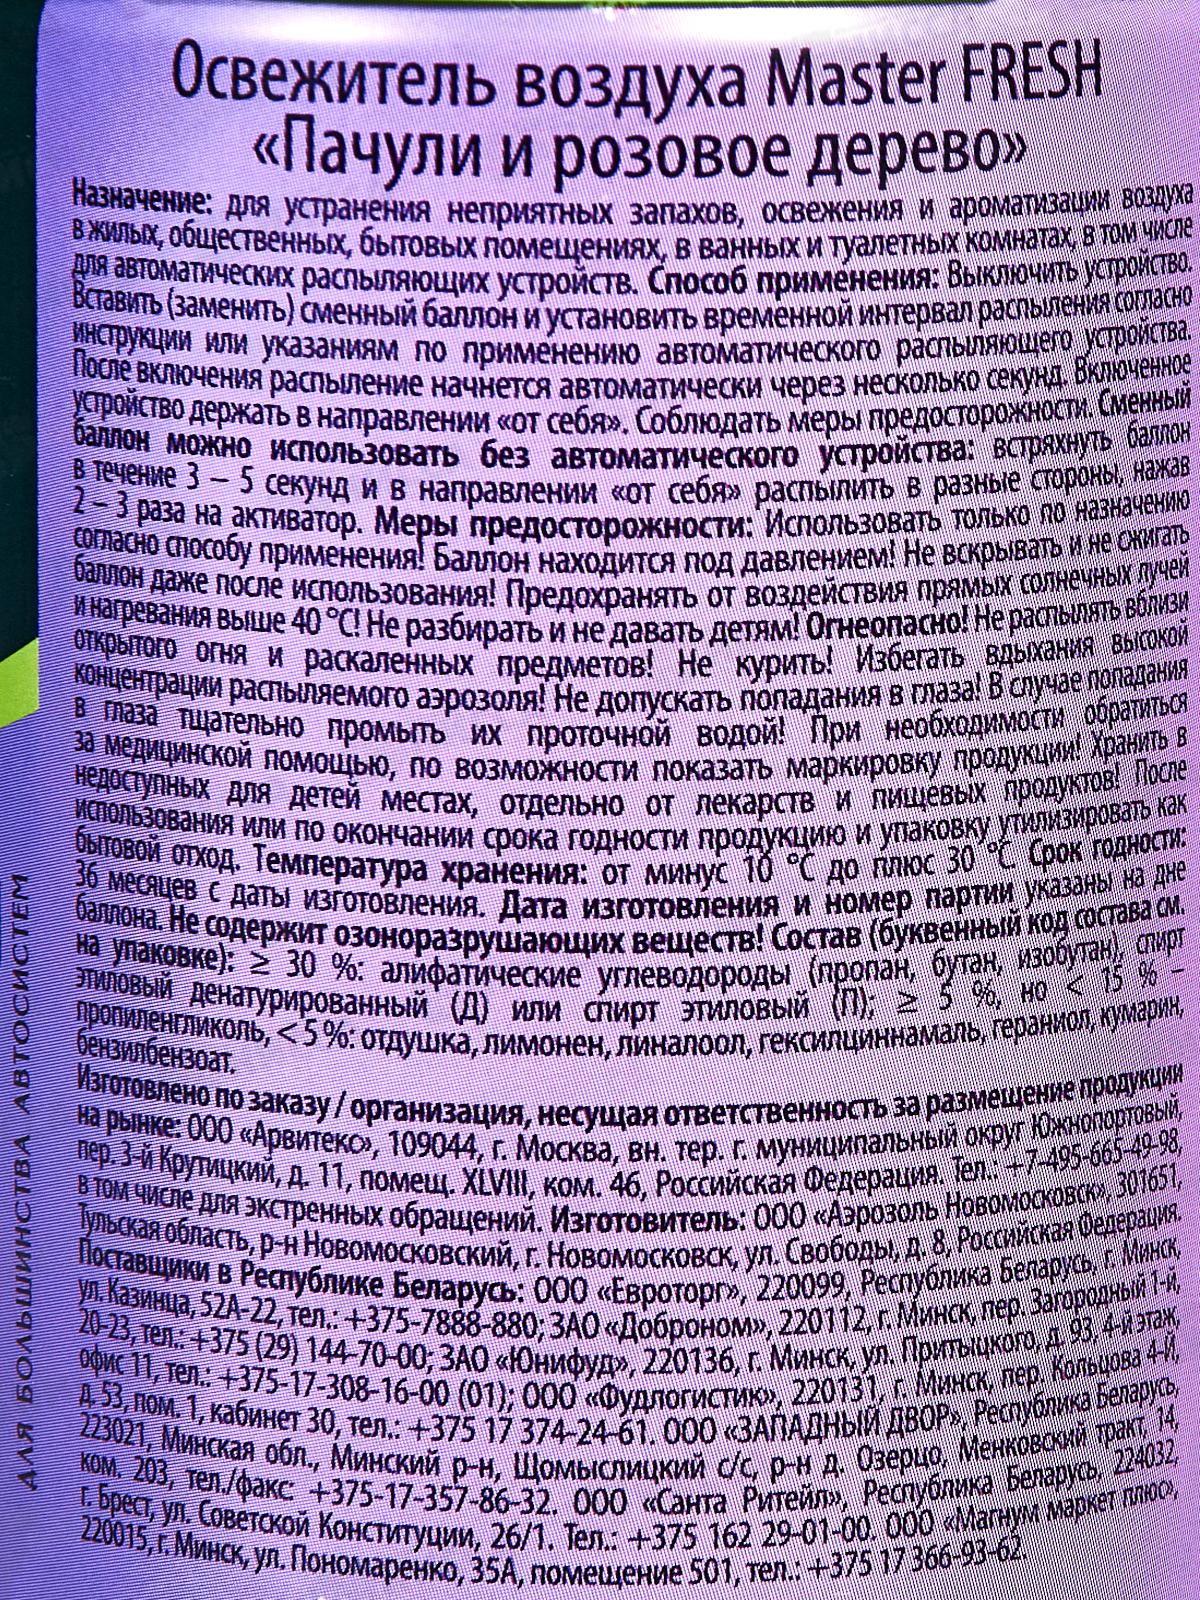 Освежитель воздуха Master FRESH
«Пачули и розовое дерево»
Назначение: для устранения неприятных запахов, освежения и ароматизации воздуха
в жилых, общественных, бытовых помещениях, в ванных и туалетных комнатах, в том числе
для автоматических распыляющих устройств. Способ применения: Выключить устройство.
Вставить (заменить) сменный баллон и установить временной интервал распыления согласно
инструкции или указаниям по применению автоматического распыляющего устройства.
После включения распыление начнется автоматически через несколько секунд. Включенное
устройство держать в направлении «от себя». Соблюдать меры предосторожности. Сменный
баллон можно использовать без автоматического устройства: встряхнуть баллон
в течение 3 – 5 секунд и в направлении «от себя» распылить в разные стороны, нажав
2 – 3 раза на активатор. Меры предосторожности: Использовать только по назначению
согласно способу применения! Баллон находится под давлением! Не вскрывать и не сжигать
баллон даже после использования! Предохранять от воздействия прямых солнечных лучей
и нагревания выше 40 °С! Не разбирать и не давать детям! Огнеопасно! Не распылять вблизи
открытого огня и раскаленных предметов! Не курить! Избегать вдыхания высокой
концентрации распыляемого аэрозоля! Не допускать попадания в глаза! В случае попадания
в глаза тщательно промыть их проточной водой! При необходимости обратиться
за медицинской помощью, по возможности показать маркировку продукции! Хранить в
недоступных для детей местах, отдельно от лекарств и пищевых продуктов! После
использования или по окончании срока годности продукцию и упаковку утилизировать как
бытовой отход. Температура хранения: от минус 10 °С до плюс 30 °С. Срок годности:
36 месяцев с даты изготовления. Дата изготовления и номер партии указаны на дне
баллона. Не содержит озоноразрушающих веществ! Состав (буквенный код состава см.
на упаковке): ≥ 30 %: алифатические углеводороды (пропан, бутан, изобутан), спирт
этиловый денатурированный (Д) или спирт этиловый (П); ≥ 5 %, но < 15 % –
пропиленгликоль, < 5 %: отдушка, лимонен, линалоол, гексилциннамаль, гераниол, кумарин,
бензилбензоат.
Изготовлено по заказу / организация, несущая ответственность за размещение продукции
на рынке: ООО «Арвитекс», 109044, г. Москва, вн. тер. г. муниципальный округ Южнопортовый,
пер. 3-й Крутицкий, д. 11, помещ. XLVIII, ком. 46, Российская Федерация. Тел.: +7-495-665-49-98,
в том числе для экстренных обращений. Изготовитель: ООО «Аэрозоль Новомосковск», 301651,
Тульская область, р-н Новомосковский, г. Новомосковск, ул. Свободы, д. 8, Российская Федерация.
Поставщики в Республике Беларусь: ООО «Евроторг», 220099, Республика Беларусь, г. Минск,
ул. Казинца, 52А-22, тел.: +375-7888-880; ЗАО «Доброном», 220112, г. Минск, пер. Загородный 1-й,
20-23, тел.: +375 (29) 144-70-00; ЗАО «Юнифуд», 220136, г. Минск, ул. Притыцкого, д. 93, 4-й этаж,
офис 11, тел.: +375-17-308-16-00 (01); ООО «Фудлогистик», 220131, г. Минск, пер. Кольцова 4-й,
д. 53, пом. 1, кабинет 30, тел.: +375 17 374-24-61. ООО «ЗАПАДНЫЙ ДВОР», Республика Беларусь,
223021, Минская обл., Минский р-н, Щомыслицкий с/с, р-н д. Озерцо, Менковский тракт, 14,
ком. 203, тел./факс: +375-17-357-86-32. ООО «Санта Ритейл», Республика Беларусь, 224032,
г. Брест, ул. Советской Конституции, 26/1. Тел.: +375 162 29-01-00. ООО «Магнум маркет плюс»,
220015, г. Минск, ул. Пономаренко, 35А, помещение 501, тел.: +375 17 366-93-62
ДЛЯ БОЛЬШИНСТВА АВТОСИСТЕМ